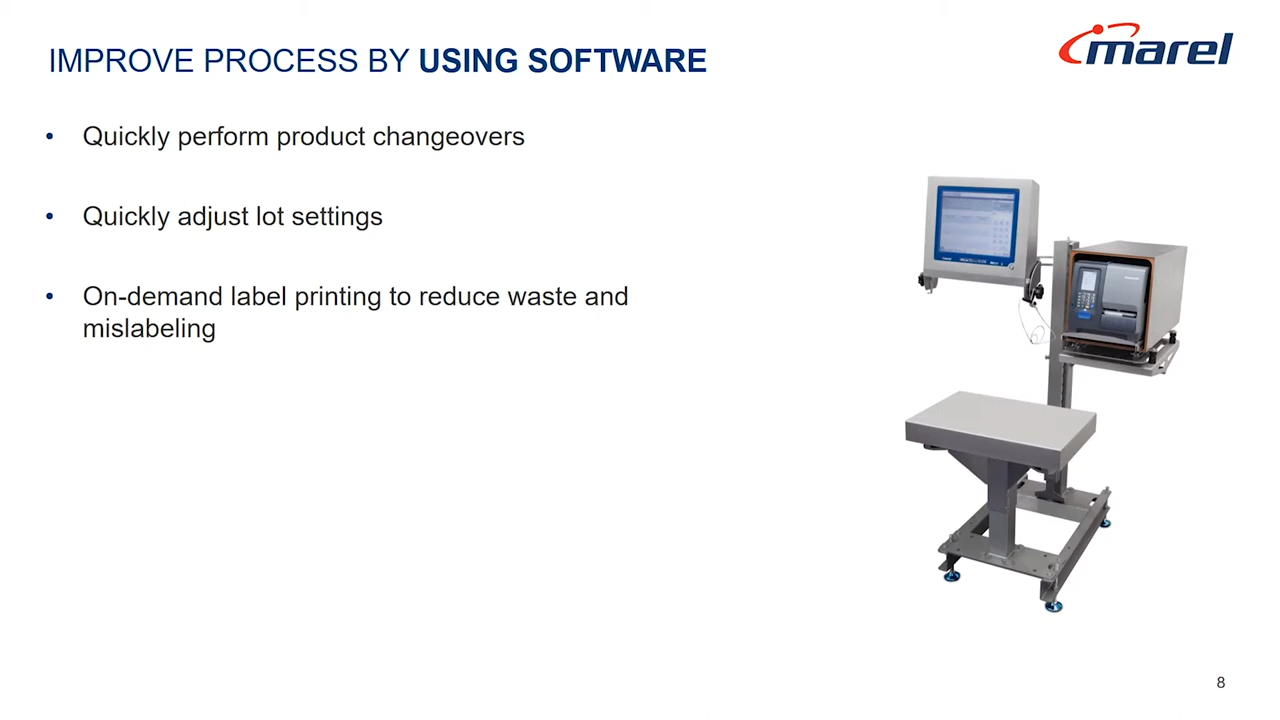 IMPROVE PROCESS BY USING SOFTWARE
marel
• Quickly perform product changeovers
• Quickly adjust lot settings
• On-demand label printing to reduce waste and
mislabeling
8